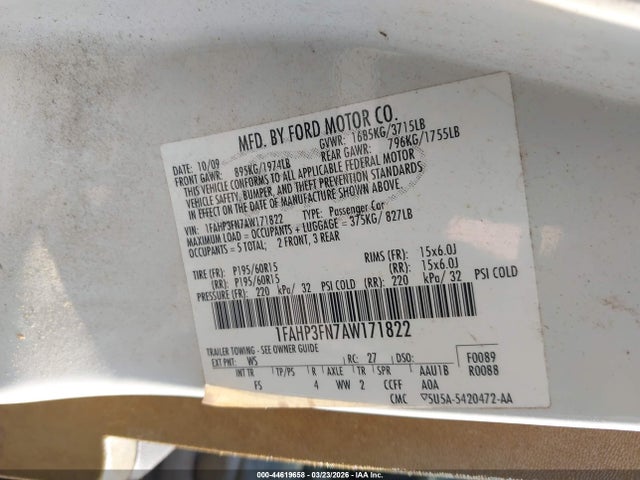 MFD. BY FORD MOTOR CO.
DATE: 10/09 GVWR: 1685KG/3715LB
FRONT GAWR: 895KG/1974LB REAR GAWR: 796KG/1755LB
THIS VEHICLE CONFORMS TO ALL APPLICABLE FEDERAL MOTOR
VEHICLE SAFETY, BUMPER, AND THEFT PREVENTION STANDARDS
IN EFFECT ON THE DATE OF MANUFACTURE SHOWN ABOVE.
VIN: 1FAHP3FN7AW171822 TYPE: Passenger Car
MAXIMUM LOAD = OCCUPANTS + LUGGAGE = 375KG/ 827LB
OCCUPANTS = 5 TOTAL; 2 FRONT, 3 REAR
TIRE (FR): P195/60R15 RIMS (FR): 15x6.0J
(RR): P195/60R15 (RR): 15x6.0J
PRESSURE (FR): 220 kPa/ 32 PSI COLD (RR): 220 kPa/ 32 PSI COLD
1FAHP3FN7AW171822
TRAILER TOWING - SEE OWNER GUIDE
EXT PNT: WS RC: 27 DSO: F0089
INT TR TP/PS R AXLE TR SPR AAU1B R0088
FS 4 WW 2 CCFF A0A
CMC ▽5U5A-5420472-AA
000-44619658 03/23/2026 IAA Inc.